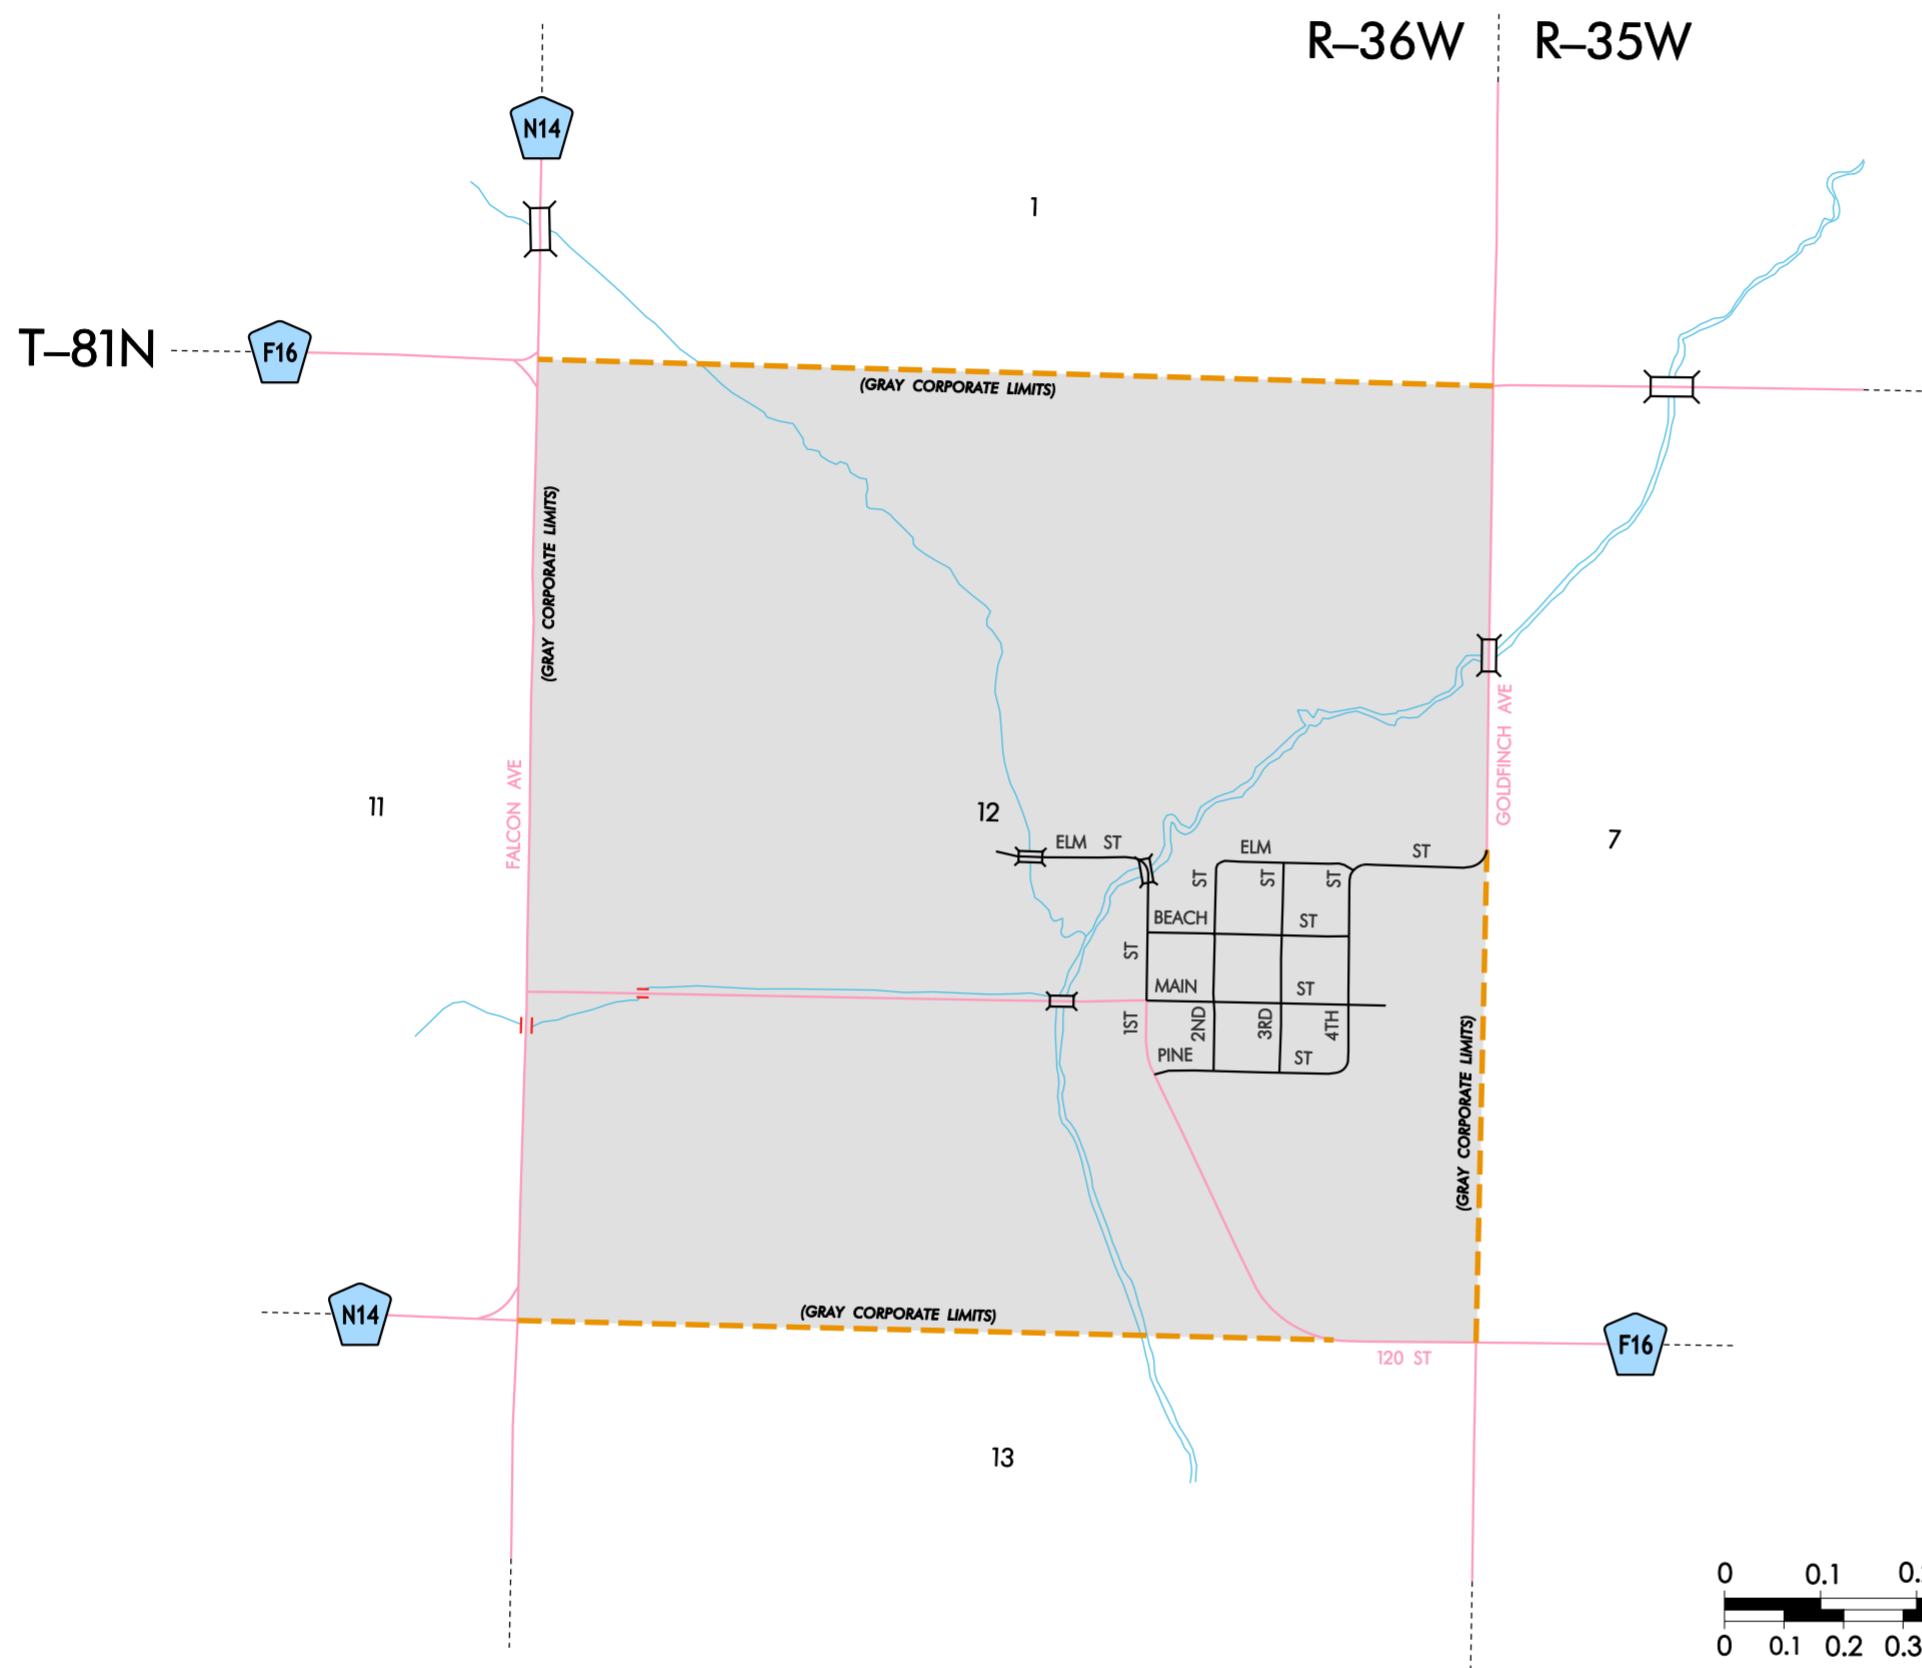 R–36W
R–35W
N14
1
T–81N
F16
(GRAY CORPORATE LIMITS)
(GRAY CORPORATE LIMITS)
GOLDFINCH AVE
FALCON AVE
11
12
7
ELM ST
ELM ST
ST
ST
ST
BEACH ST
ST
MAIN ST
1ST
2ND
3RD
4TH
PINE ST
(GRAY CORPORATE LIMITS)
(GRAY CORPORATE LIMITS)
N14
F16
120 ST
13
0 0.1
0 0.1 0.2 0.3